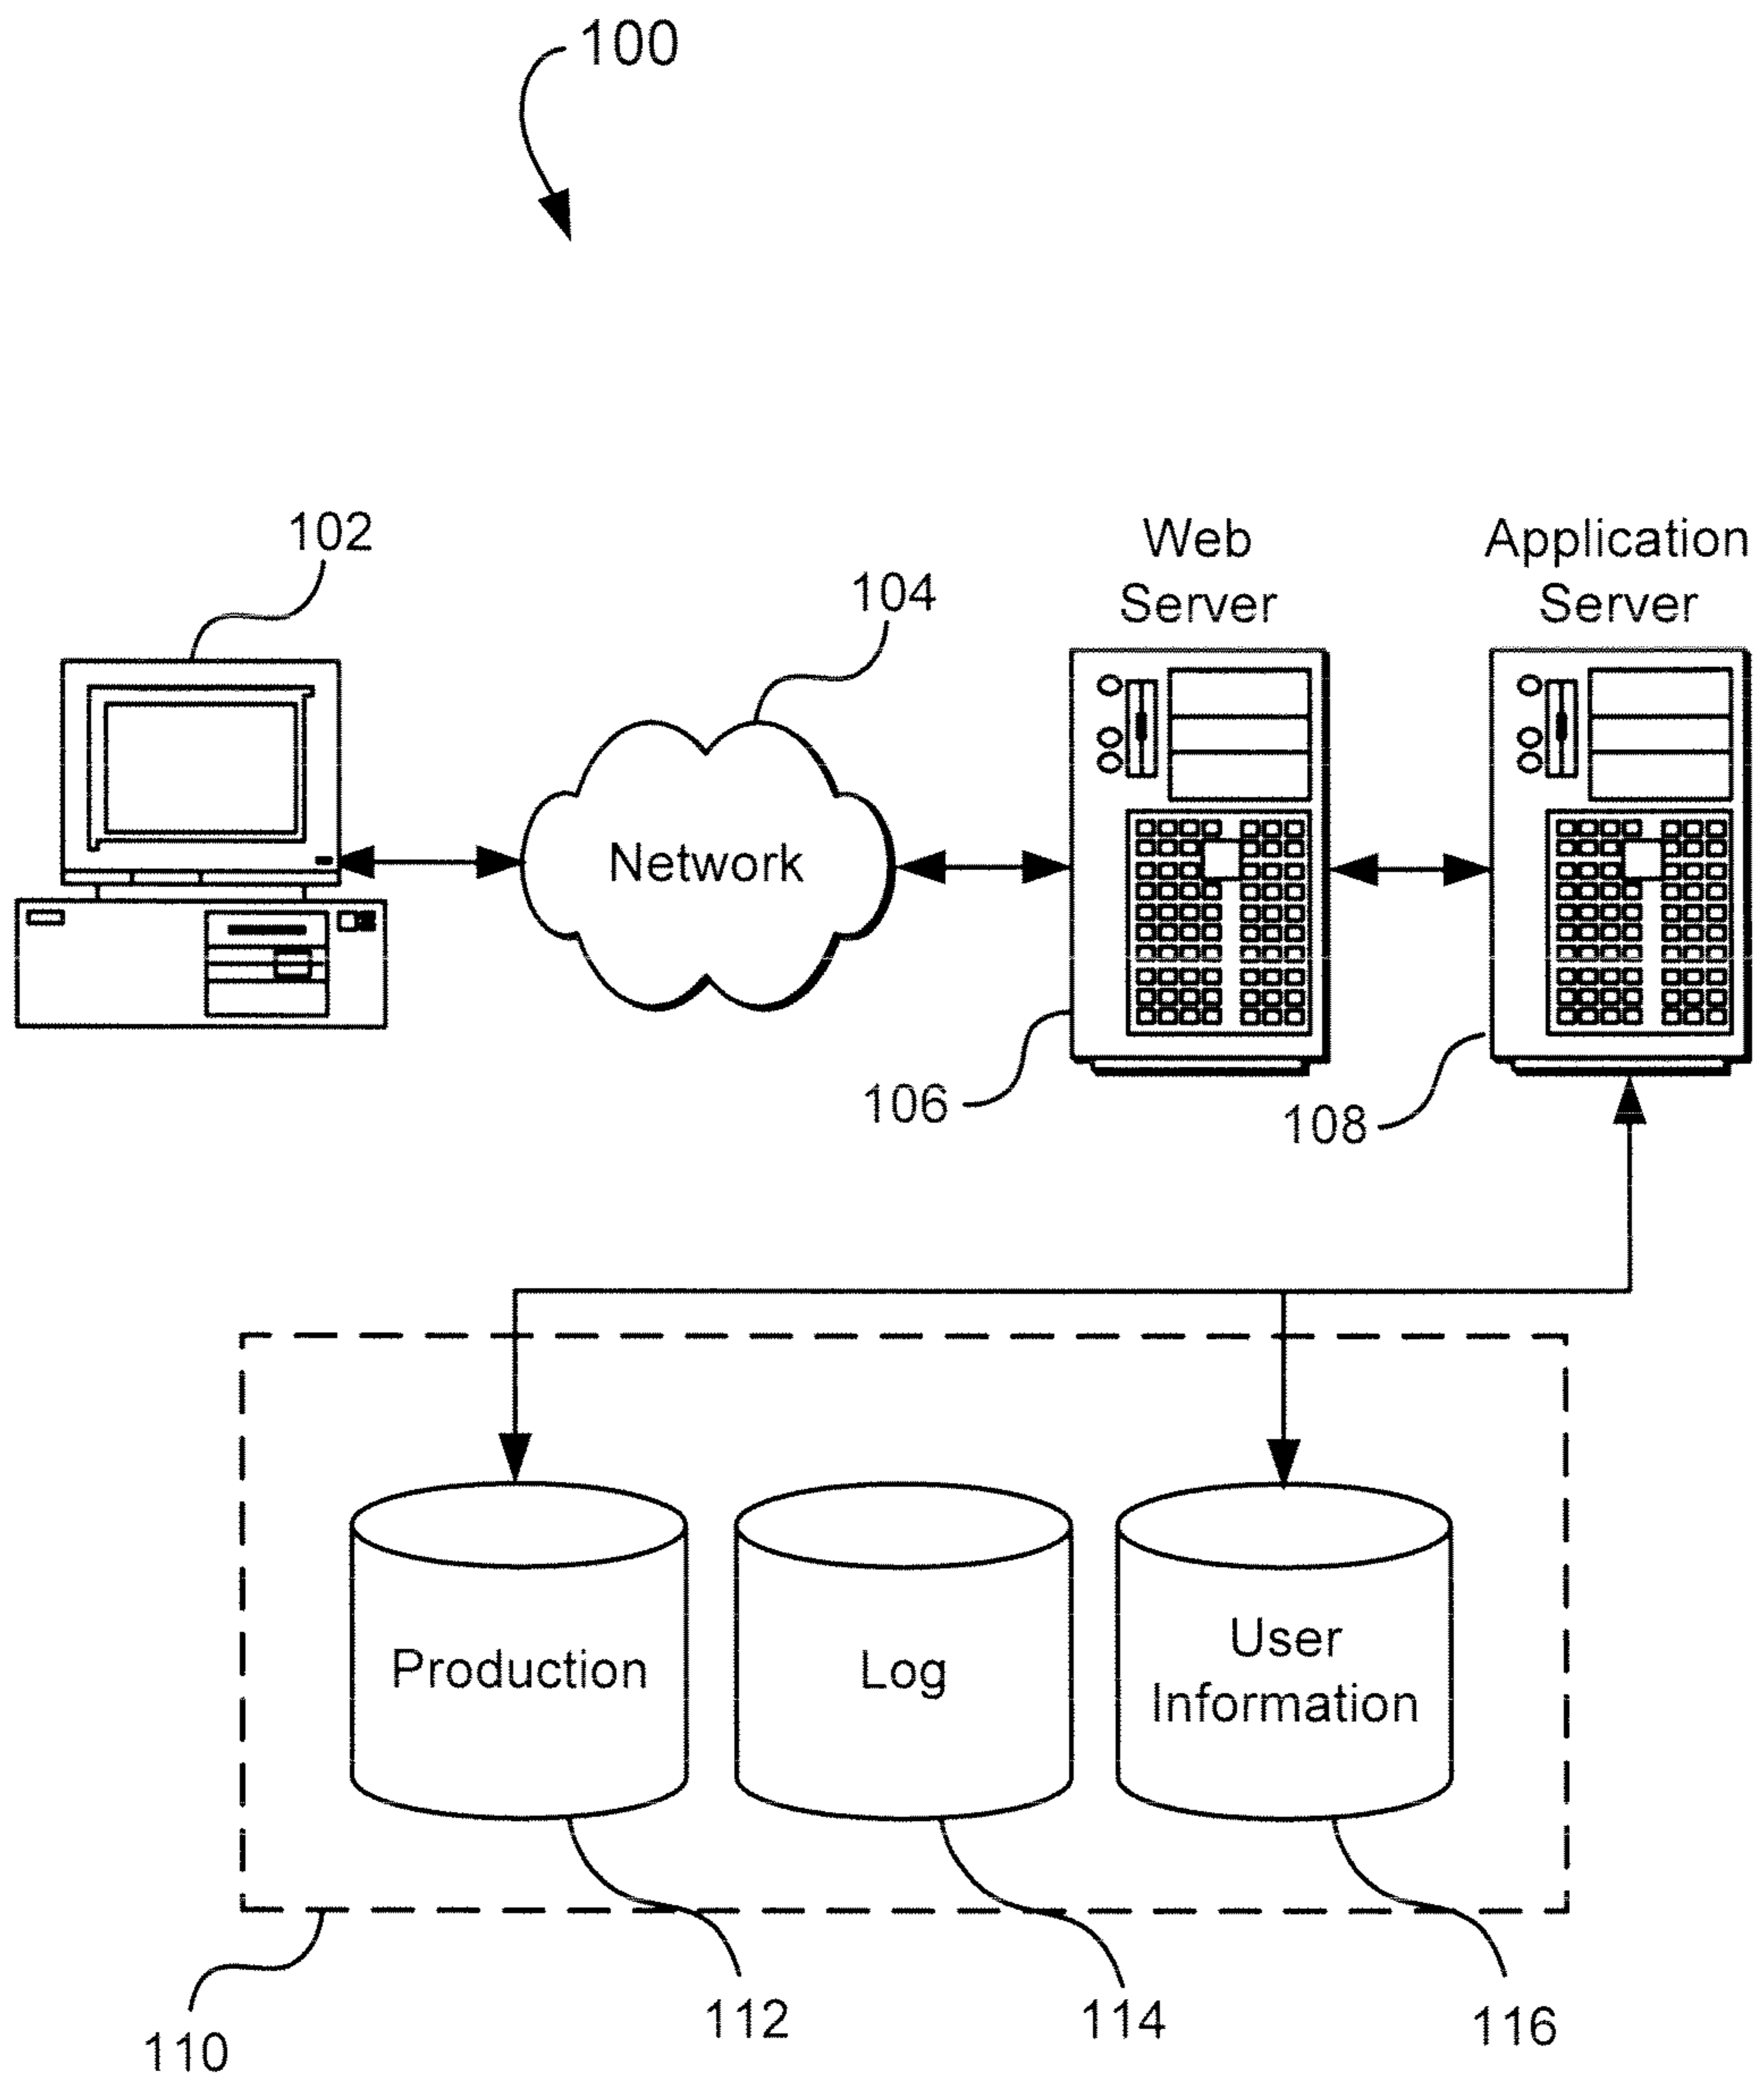 100
102
104
Web
Server
Application
Server
Network
106
108
Production
Log
User
Information
110
112
114
116